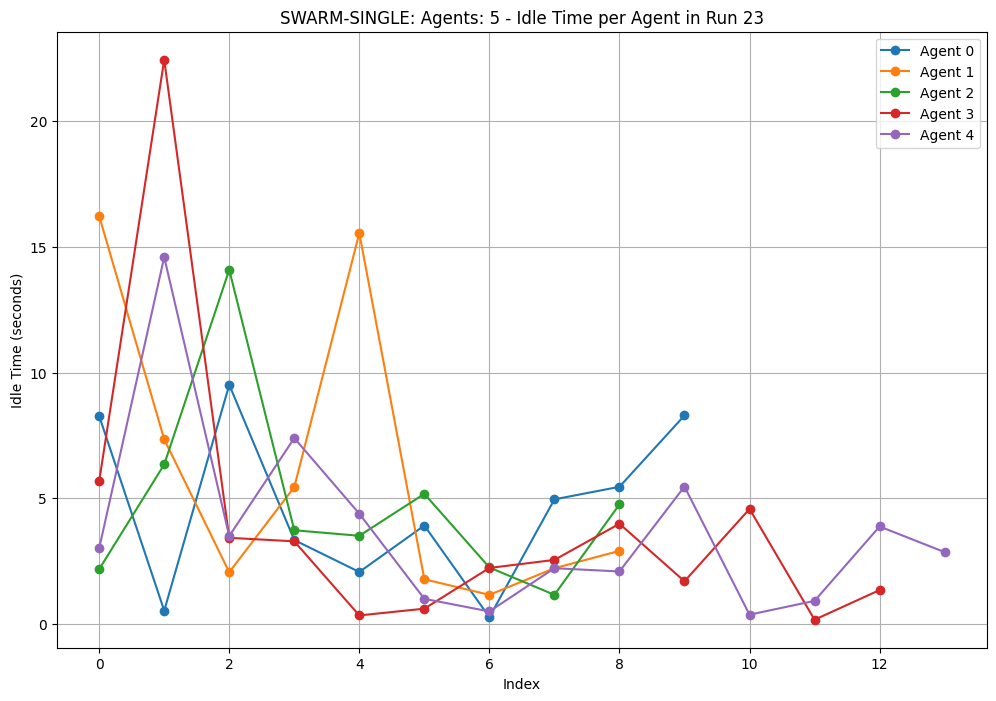 SWARM-SINGLE: Agents: 5 - Idle Time per Agent in Run 23
Agent 0
Agent 1
Agent 2
Agent 3
Agent 4
Idle Time (seconds)
20
15
10
5
0
0 2 4 6 8 10 12
Index